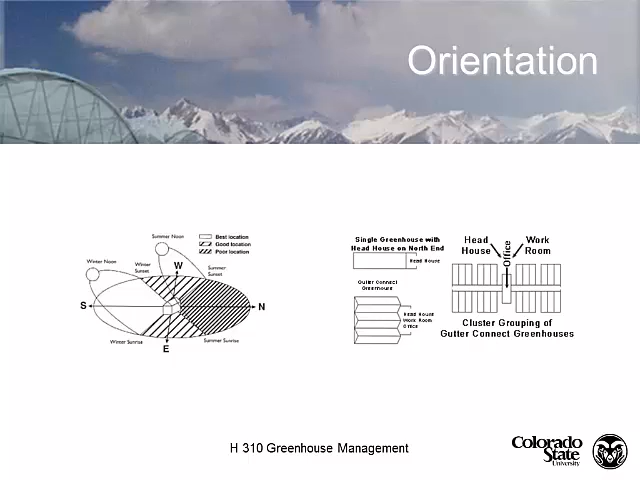 Orientation
Summer Noon
Best location
Good location
Poor location
Winter Noon
Winter
Sunset
W
Summer
Sunset
S
N
Winter Sunrise
E
Summer Sunrise
Single Greenhouse with
Head House on North End
Head House
Gutter Connect
Greenhouse
Head House
Work Room
Office
Head
House
Office
Work
Room
Cluster Grouping of
Gutter Connect Greenhouses
H 310 Greenhouse Management
Colorado
State
University